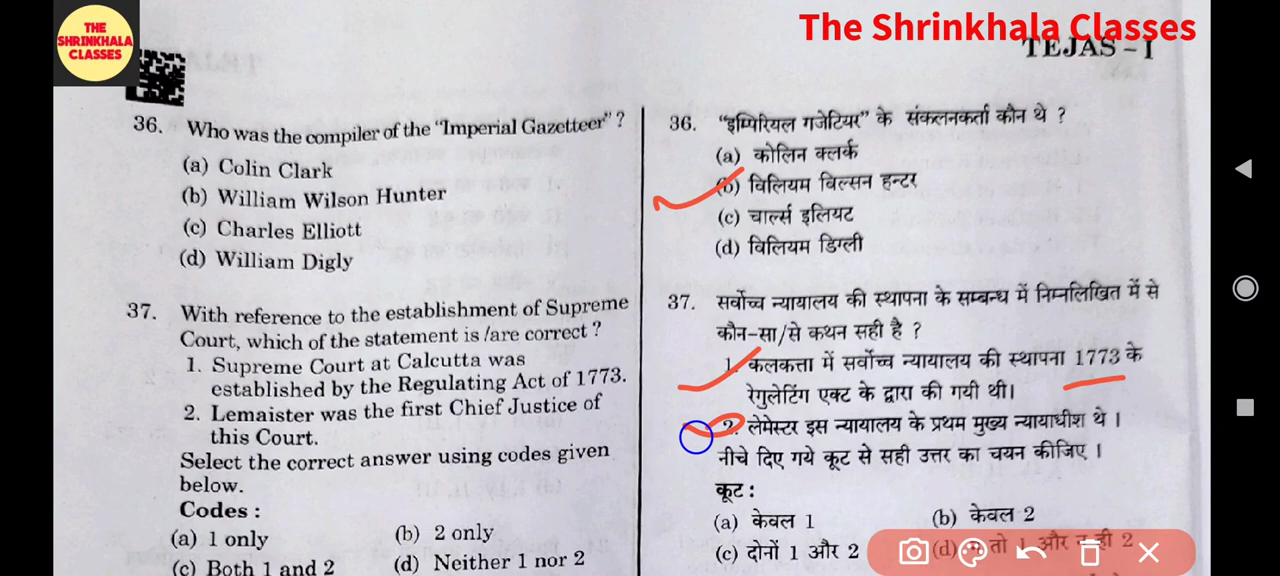 THE
SHRINKHALA
CLASSES
The Shrinkhala Classes
TEJAS – I
36. Who was the compiler of the "Imperial Gazetteer" ?
(a) Colin Clark
(b) William Wilson Hunter
(c) Charles Elliott
(d) William Digly
37. With reference to the establishment of Supreme
Court, which of the statement is /are correct ?
1. Supreme Court at Calcutta was
established by the Regulating Act of 1773.
2. Lemaister was the first Chief Justice of
this Court.
Select the correct answer using codes given
below.
Codes :
(a) 1 only
(b) 2 only
(c) Both 1 and 2
(d) Neither 1 nor 2
36. "इम्पिरियल गजेटियर" के संकलनकर्ता कौन थे ?
(a) कोलिन क्लर्क
(b) विलियम विल्सन हन्टर
(c) चार्ल्स इलियट
(d) विलियम डिग्ली
37. सर्वोच्च न्यायालय की स्थापना के सम्बन्ध में निम्नलिखित में से
कौन-सा/से कथन सही है ?
1. कलकत्ता में सर्वोच्च न्यायालय की स्थापना 1773 के
रेगुलेटिंग एक्ट के द्वारा की गयी थी।
2. लेमेस्टर इस न्यायालय के प्रथम मुख्य न्यायाधीश थे ।
नीचे दिए गये कूट से सही उत्तर का चयन कीजिए ।
कूट :
(a) केवल 1
(b) केवल 2
(c) दोनों 1 और 2
(d) तो 1 और न ही 2